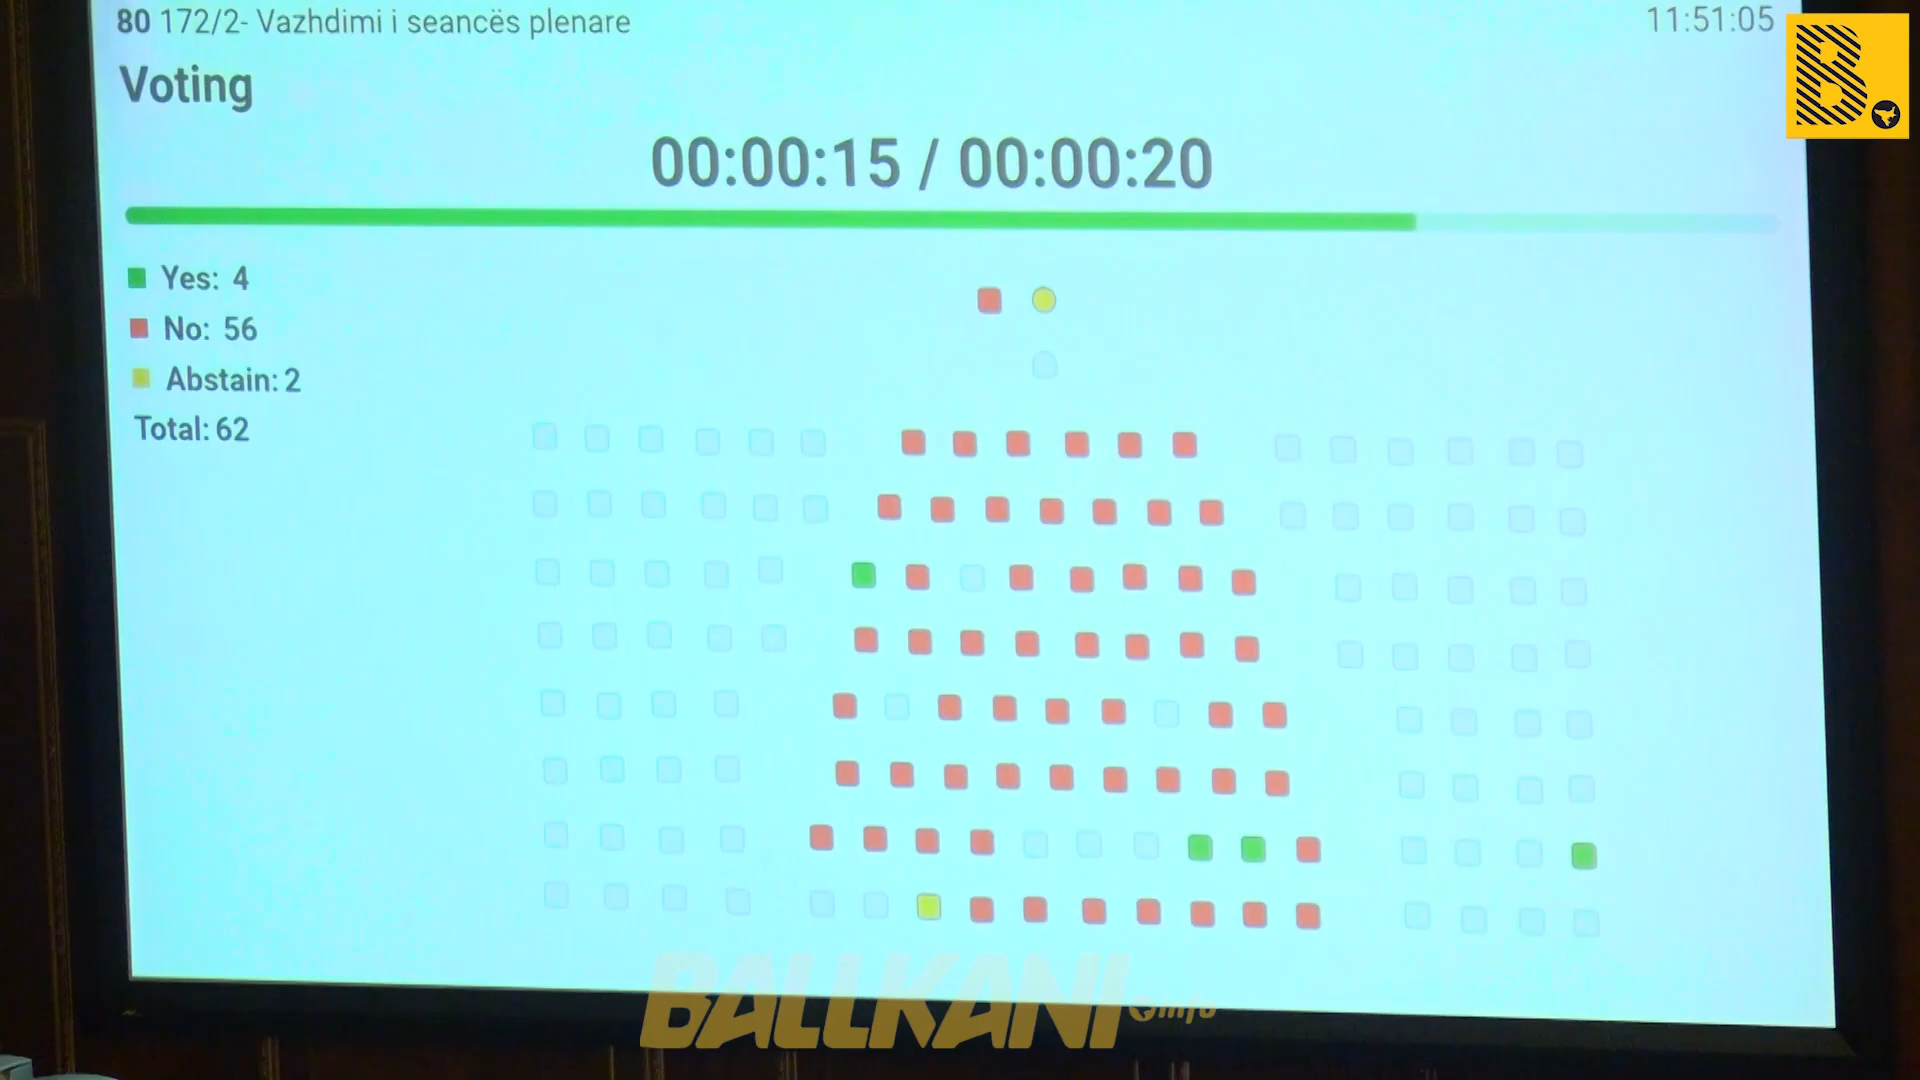 80 172/2- Vazhdimi i seancës plenare
11:51:05
B.
Voting
00:00:15 / 00:00:20
Yes: 4
No: 56
Abstain: 2
Total: 62
BALLKANI
info